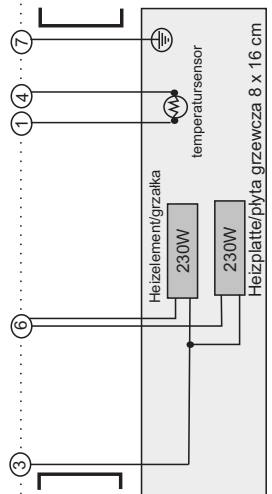 7
4
1
6
3
temperatursensor
Heizelement/grzałka
230W
230W
Heizplatte/płyta grzewcza 8 x 16 cm